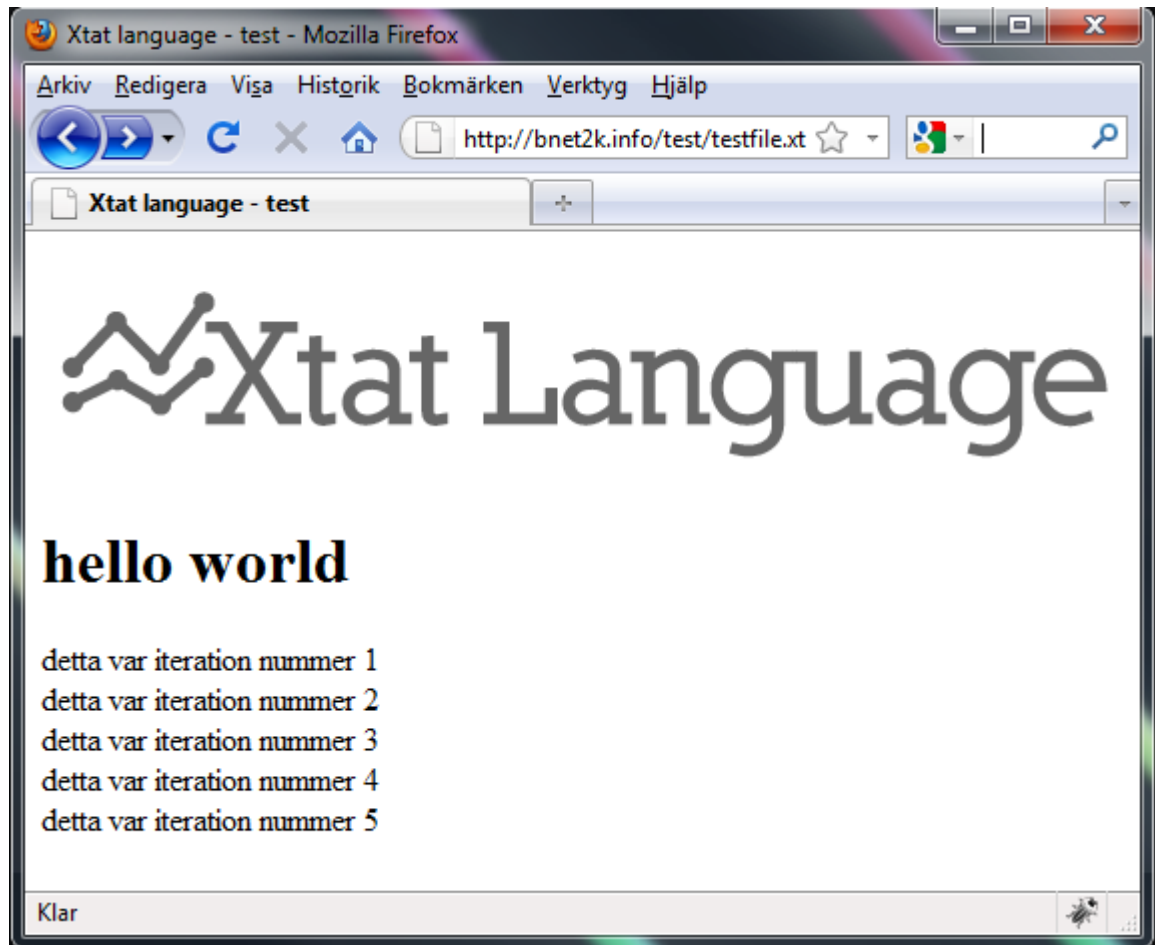 Xtat language - test - Mozilla Firefox
Arkiv Redigera Visa Historik Bokmärken Verktyg Hjälp
http://bnet2k.info/test/testfile.xt
Xtat language - test
Xtat Language
hello world
detta var iteration nummer 1
detta var iteration nummer 2
detta var iteration nummer 3
detta var iteration nummer 4
detta var iteration nummer 5
Klar